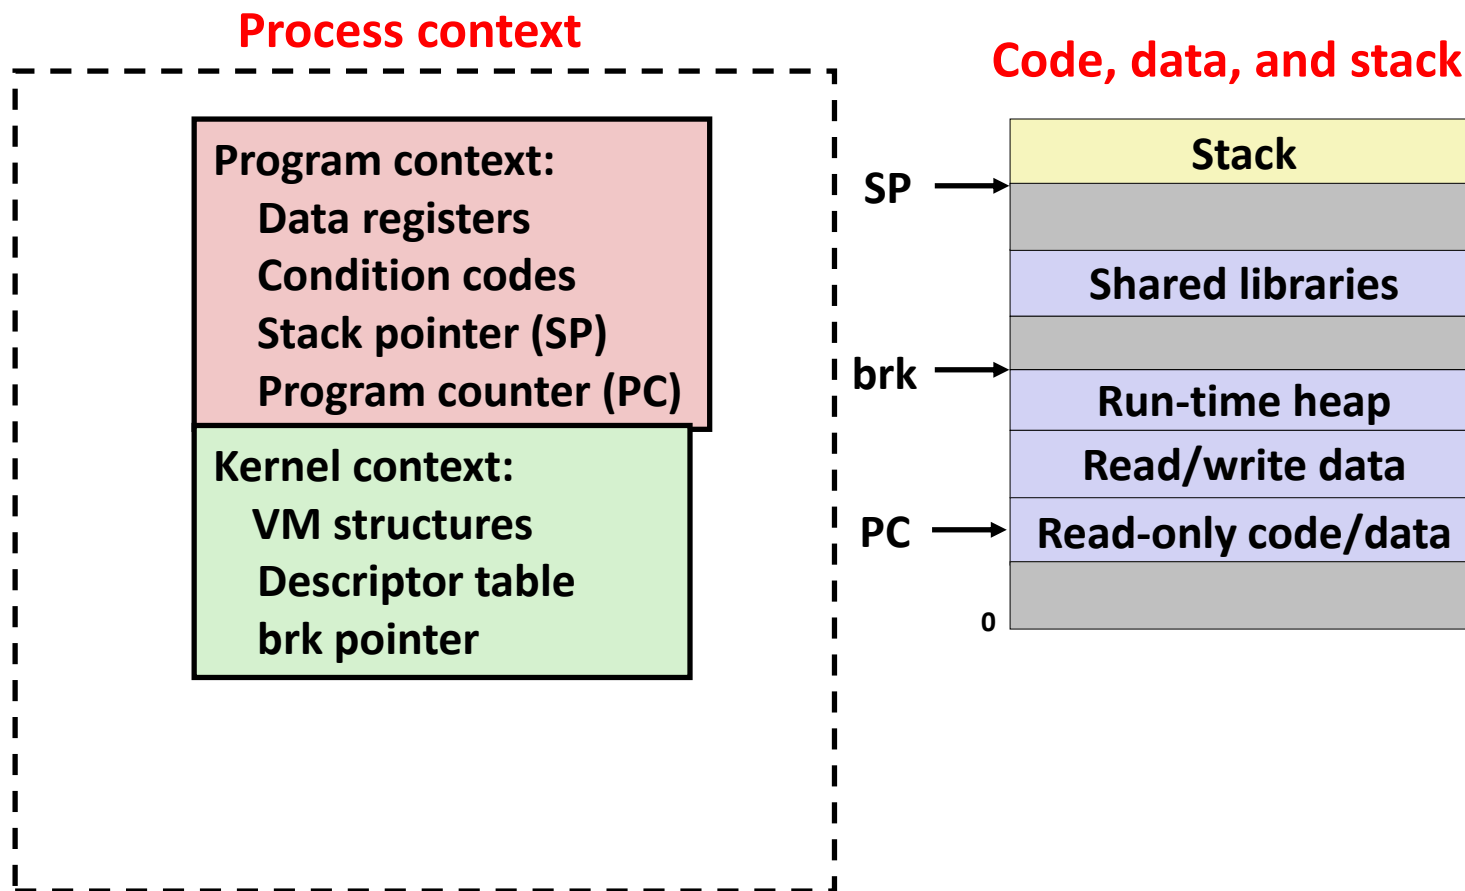 Process context
Program context:
Data registers
Condition codes
Stack pointer (SP)
Program counter (PC)
Kernel context:
VM structures
Descriptor table
brk pointer
Code, data, and stack
Stack
SP
Shared libraries
brk
Run-time heap
Read/write data
PC
Read-only code/data
0